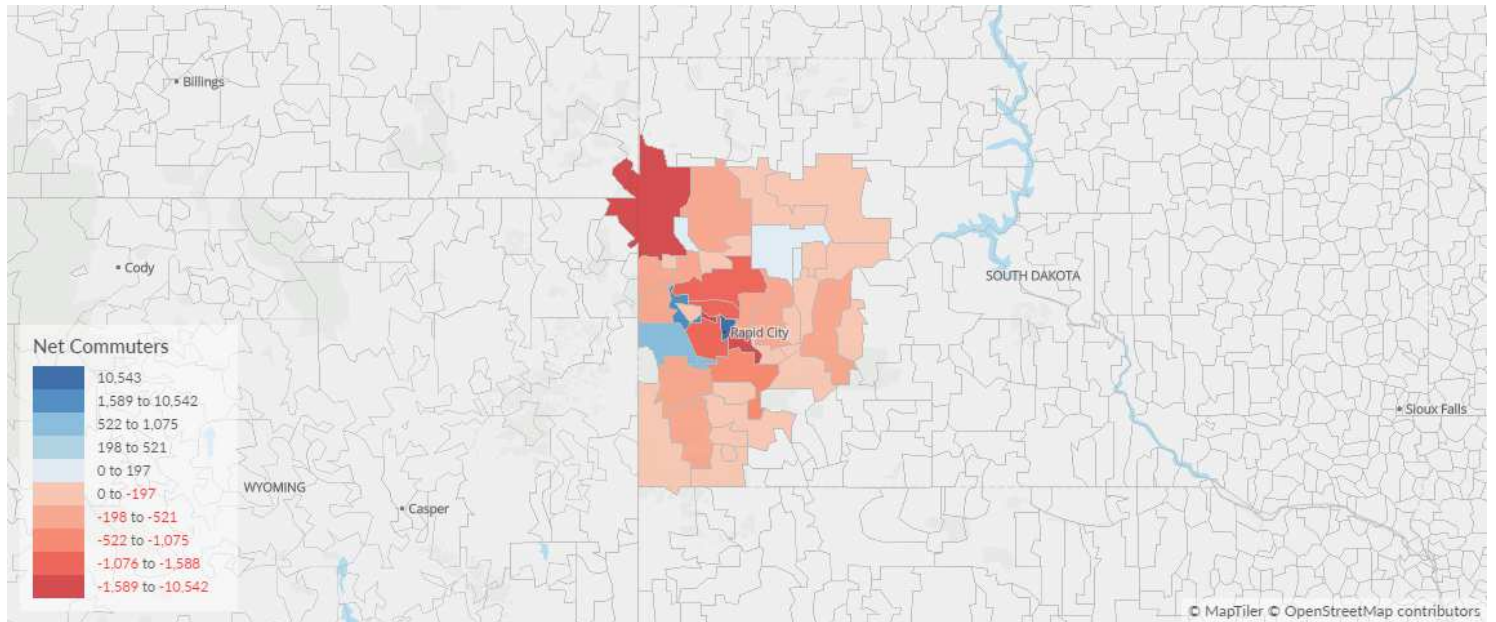 Billings
Cody
SOUTH DAKOTA
Rapid City
Net Commuters
10,543
1,589 to 10,542
522 to 1,075
198 to 521
0 to 197
0 to -197
-198 to -521
-522 to -1,075
-1,076 to -1,588
-1,589 to -10,542
Sioux Falls
WYOMING
Casper
© MapTiler © OpenStreetMap contributors